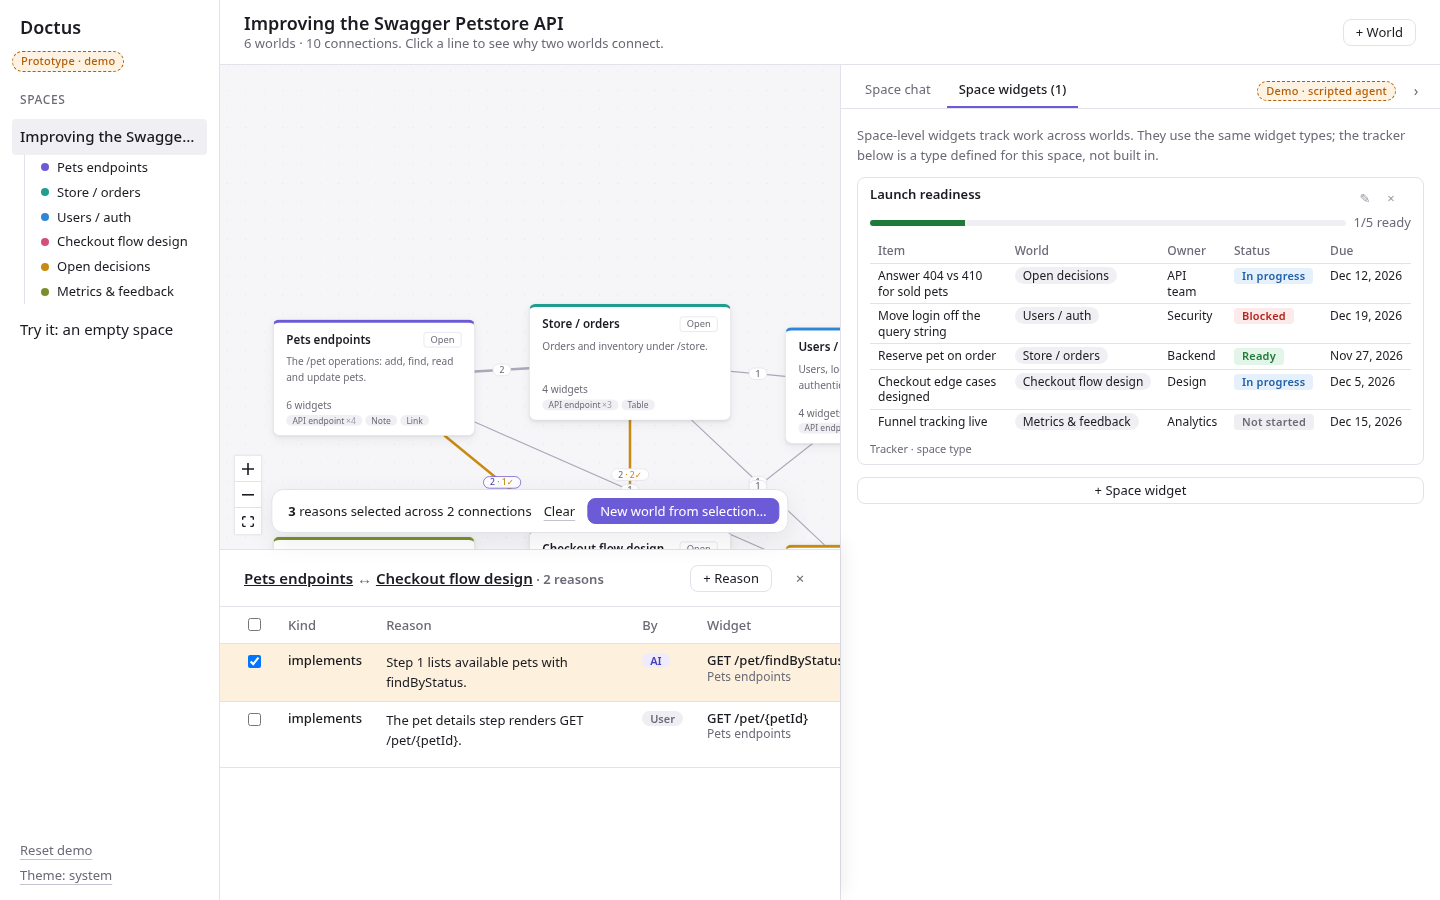 Doctus
Prototype · demo
SPACES
Improving the Swagge...
Pets endpoints
Store / orders
Users / auth
Checkout flow design
Open decisions
Metrics & feedback
Try it: an empty space
Reset demo
Theme: system
Improving the Swagger Petstore API
6 worlds · 10 connections. Click a line to see why two worlds connect.
+ World
Pets endpoints
Open
The /pet operations: add, find, read
and update pets.
6 widgets
API endpoint ×4
Note
Link
2
Store / orders
Open
Orders and inventory under /store.
4 widgets
API endpoint ×3
Table
1
Users /
Users, lo
authentic
4 widgets
API endp
2 · 1✓
2 · 2✓
1
3 reasons selected across 2 connections
Clear
New world from selection...
Checkout flow design
Open
Pets endpoints ↔ Checkout flow design · 2 reasons
+ Reason
×
Kind
Reason
By
Widget
implements
Step 1 lists available pets with
findByStatus.
AI
GET /pet/findByStatus
Pets endpoints
implements
The pet details step renders GET
/pet/{petId}.
User
GET /pet/{petId}
Pets endpoints
Space chat
Space widgets (1)
Demo · scripted agent
›
Space-level widgets track work across worlds. They use the same widget types; the tracker
below is a type defined for this space, not built in.
Launch readiness
✎
×
1/5 ready
Item
World
Owner
Status
Due
Answer 404 vs 410
for sold pets
Open decisions
API
team
In progress
Dec 12, 2026
Move login off the
query string
Users / auth
Security
Blocked
Dec 19, 2026
Reserve pet on order
Store / orders
Backend
Ready
Nov 27, 2026
Checkout edge cases
designed
Checkout flow design
Design
In progress
Dec 5, 2026
Funnel tracking live
Metrics & feedback
Analytics
Not started
Dec 15, 2026
Tracker · space type
+ Space widget